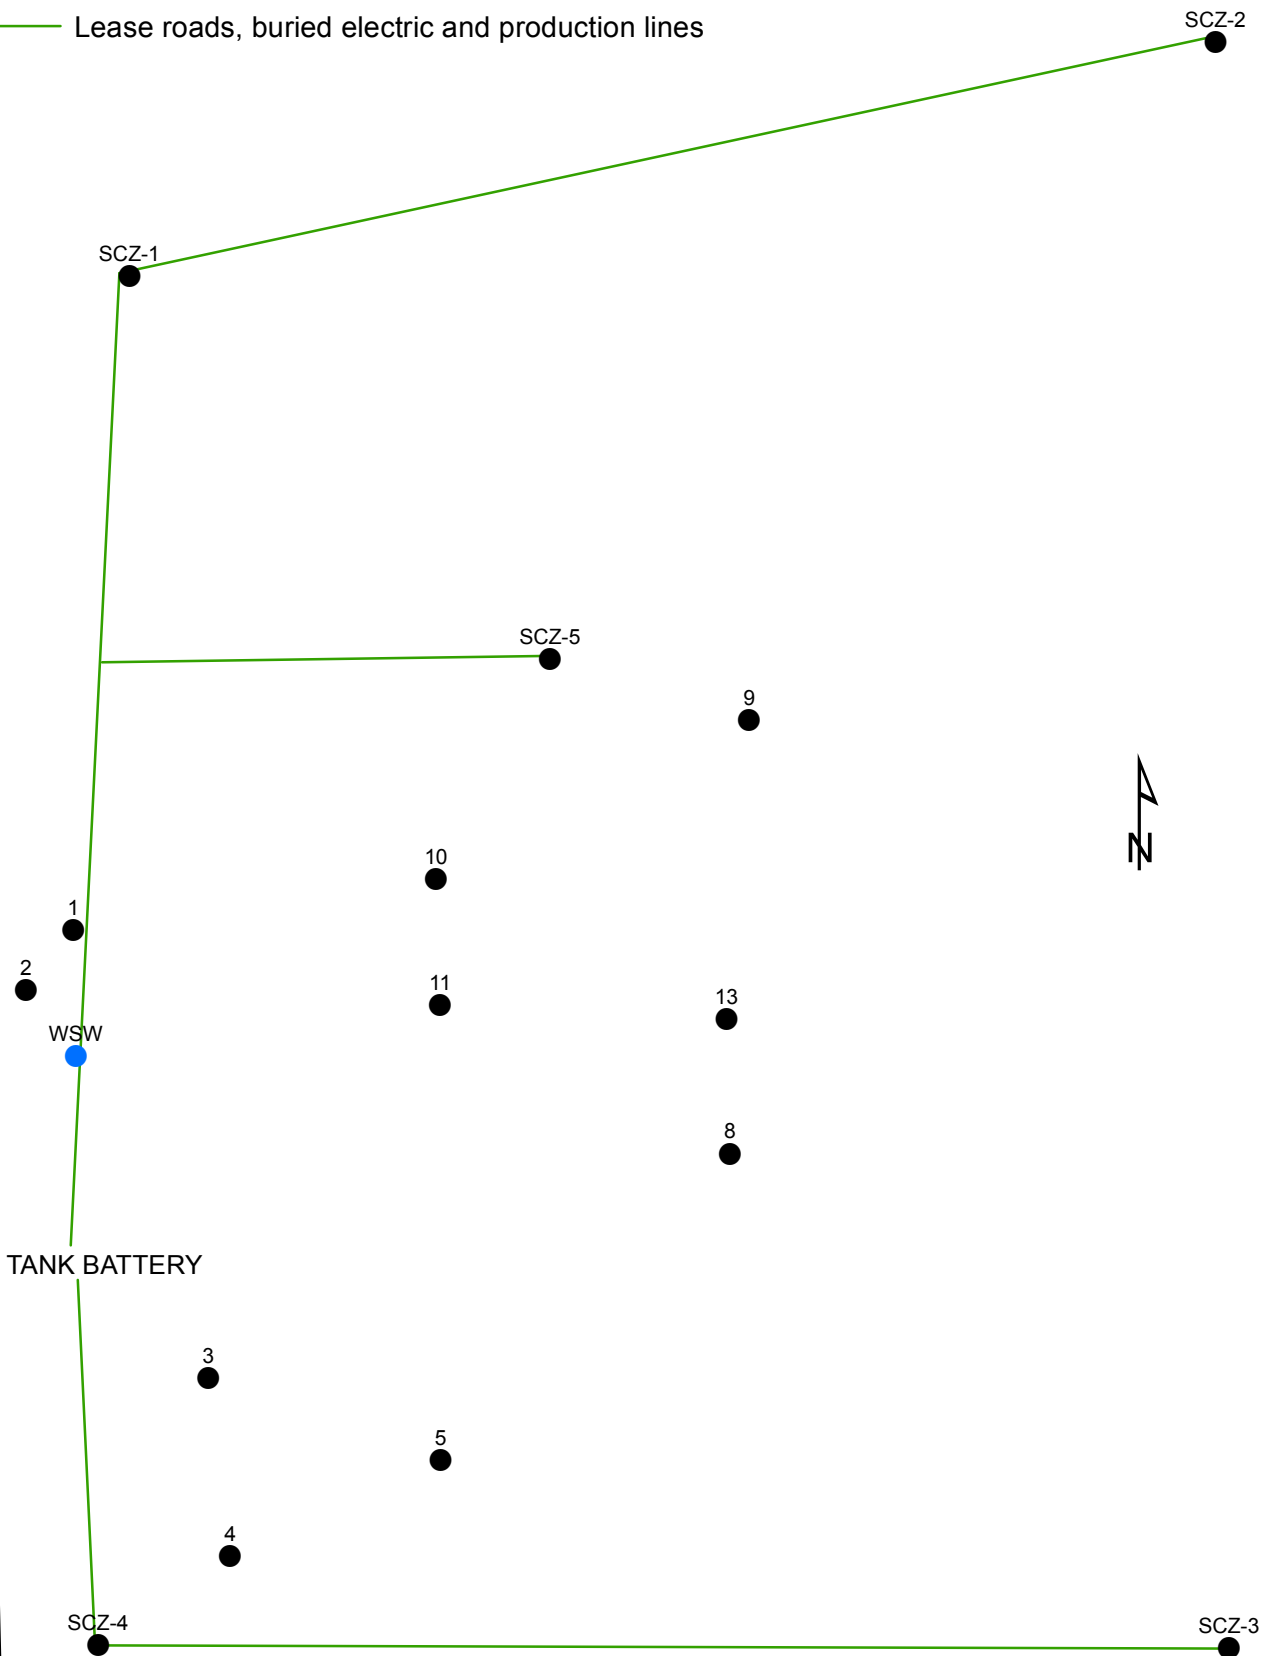 Lease roads, buried electric and production lines
SCZ-2
SCZ-1
SCZ-5
9
N
10
1
2
11
13
WSW
8
TANK BATTERY
3
5
4
SCZ-4
SCZ-3